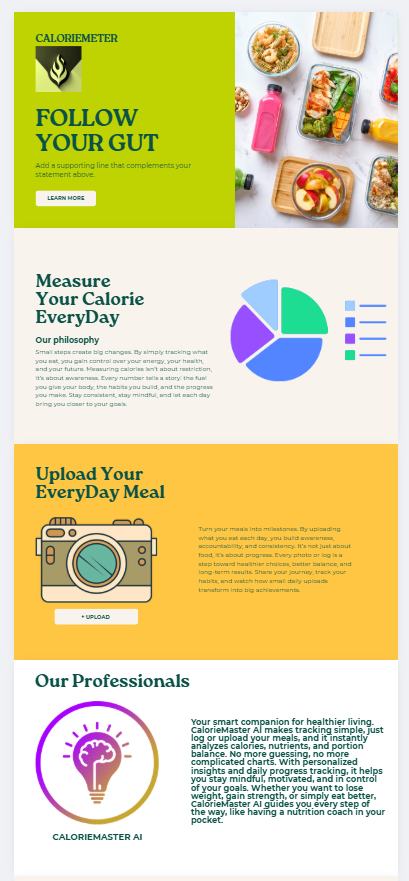 CALORIEMETER
FOLLOW
YOUR GUT
Add a supporting line that complements your
statement above.
LEARN MORE
Measure
Your Calorie
EveryDay
Our philosophy
Small steps create big changes. By simply tracking what
you eat, you gain control over your energy, your health,
and your future. Measuring calories isn't about restriction,
it's about awareness. Every number tells a story: the fuel
you give your body, the habits you build, and the progress
you make. Stay consistent, stay mindful, and let each day
bring you closer to your goals.
Upload Your
EveryDay Meal
Turn your meals into milestones. By uploading
what you eat each day, you build awareness,
accountability, and consistency. It's not just about
food, it's about progress. Every photo or log is a
step toward healthier choices, better balance, and
long-term results. Share your journey, track your
habits, and watch how small daily uploads
transform into big achievements.
+ UPLOAD
Our Professionals
Your smart companion for healthier living.
CalorieMaster AI makes tracking simple, just
log or upload your meals, and it instantly
analyzes calories, nutrients, and portion
balance. No more guessing, no more
complicated charts. With personalized
insights and daily progress tracking, it helps
you stay mindful, motivated, and in control
of your goals. Whether you want to lose
weight, gain strength, or simply eat better,
CalorieMaster AI guides you every step of
the way, like having a nutrition coach in your
pocket.
CALORIEMASTER AI